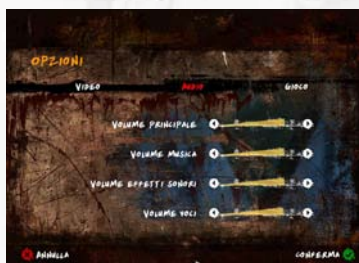 OPZIONI
VIDEO AUDIO GIOCO
VOLUME PRINCIPALE
VOLUME MUSICA
VOLUME EFFETTI SONORI
VOLUME VOCI
ANNULLA CONFERMA